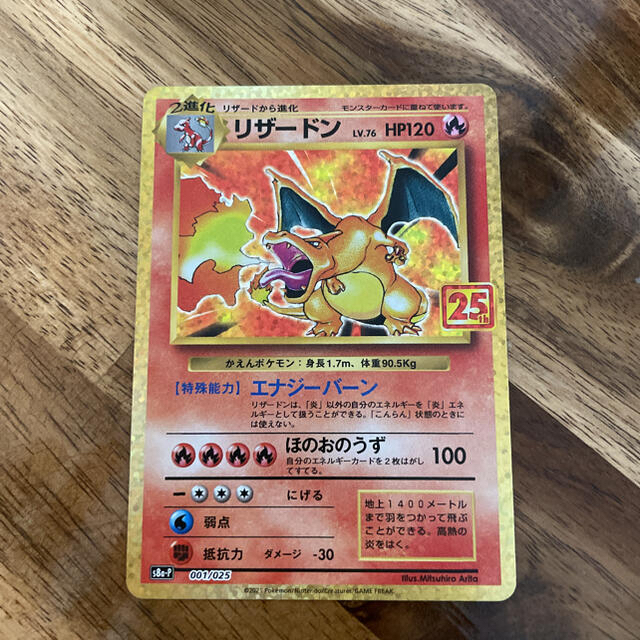 2進化 リザードから進化 モンスターカードに重ねて使います。
リザードン LV.76 HP120
25th
かえんポケモン：身長1.7m、体重90.5Kg
【特殊能力】エナジーバーン
リザードンは、「炎」以外の自分のエネルギーを「炎」エネ
ルギーとして扱うことができる。「こんらん」状態のときに
は使えない。
ほのおのうず 100
自分のエネルギーカードを2枚はがし
てすてる。
ー にげる
弱点
抵抗力 ダメージ -30
地上1400メートル
まで羽をつかって飛ぶ
ことができる。高熱の
炎をはく。
Illus.Mitsuhiro Arita
s8a-P 001/025
©2021 Pokémon/Nintendo/Creatures/GAME FREAK.